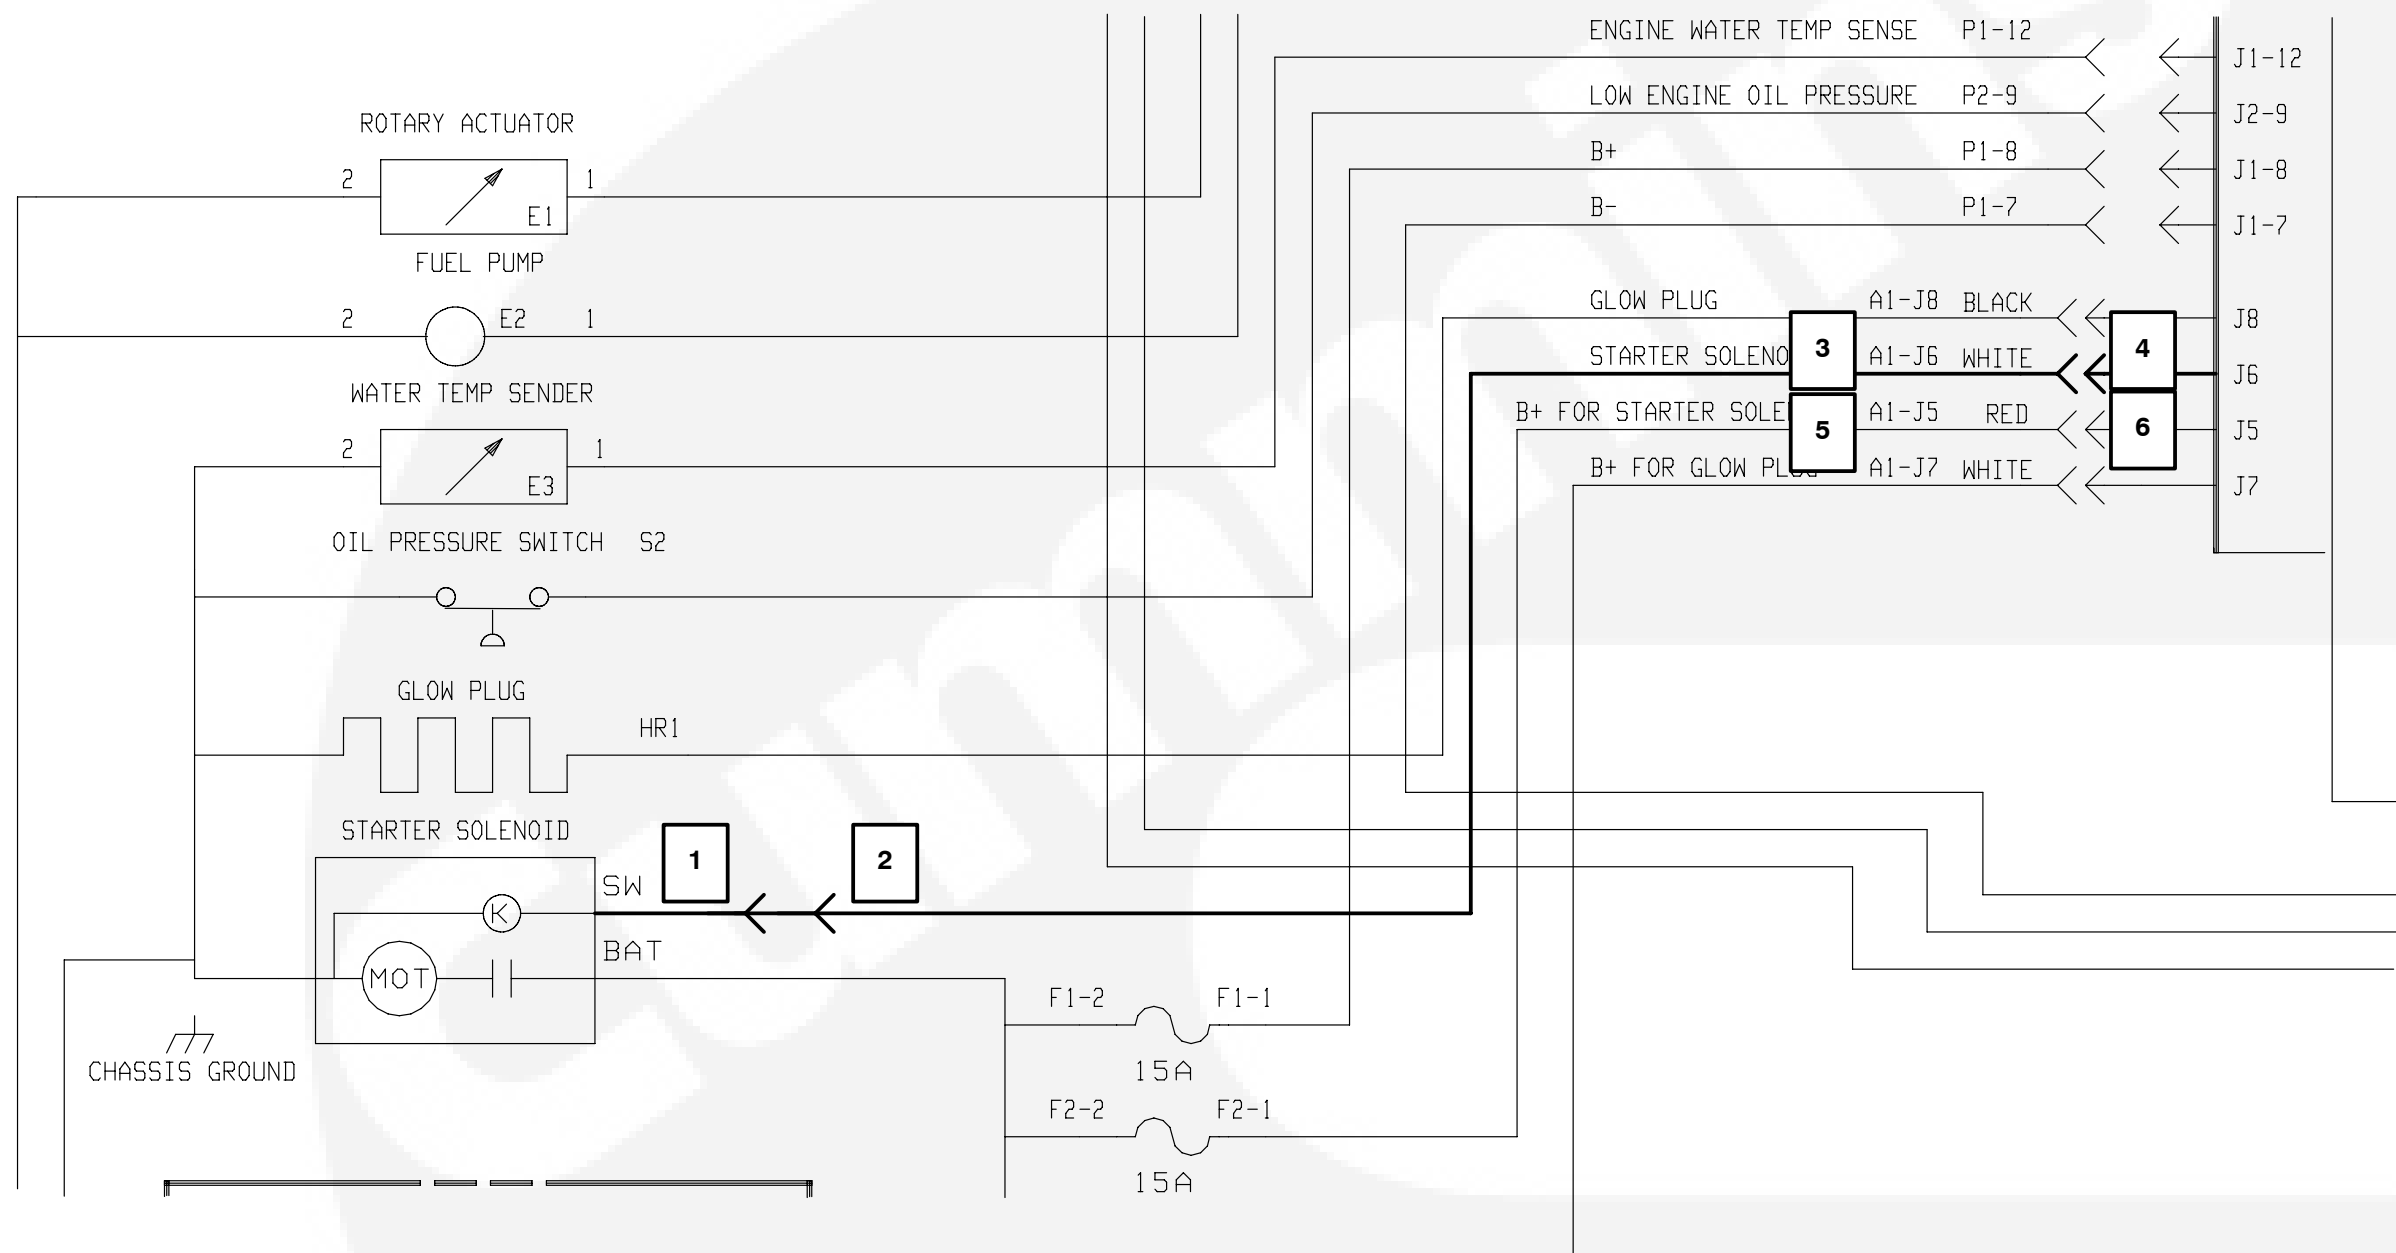 ENGINE WATER TEMP SENSE P1-12
J1-12
LOW ENGINE OIL PRESSURE P2-9
J2-9
ROTARY ACTUATOR
B+ P1-8
J1-8
2 1
E1
B- P1-7
J1-7
FUEL PUMP
2 E2 1
GLOW PLUG A1-J8 BLACK
J8
STARTER SOLENO 3 A1-J6 WHITE 4
J6
WATER TEMP SENDER
B+ FOR STARTER SOLE 5 A1-J5 RED 6
J5
2 1
E3
B+ FOR GLOW PLUG A1-J7 WHITE
J7
OIL PRESSURE SWITCH S2
GLOW PLUG
HR1
STARTER SOLENOID
1 2
SW
K
BAT
MOT
F1-2 F1-1
15A
CHASSIS GROUND
F2-2 F2-1
15A
Cummins